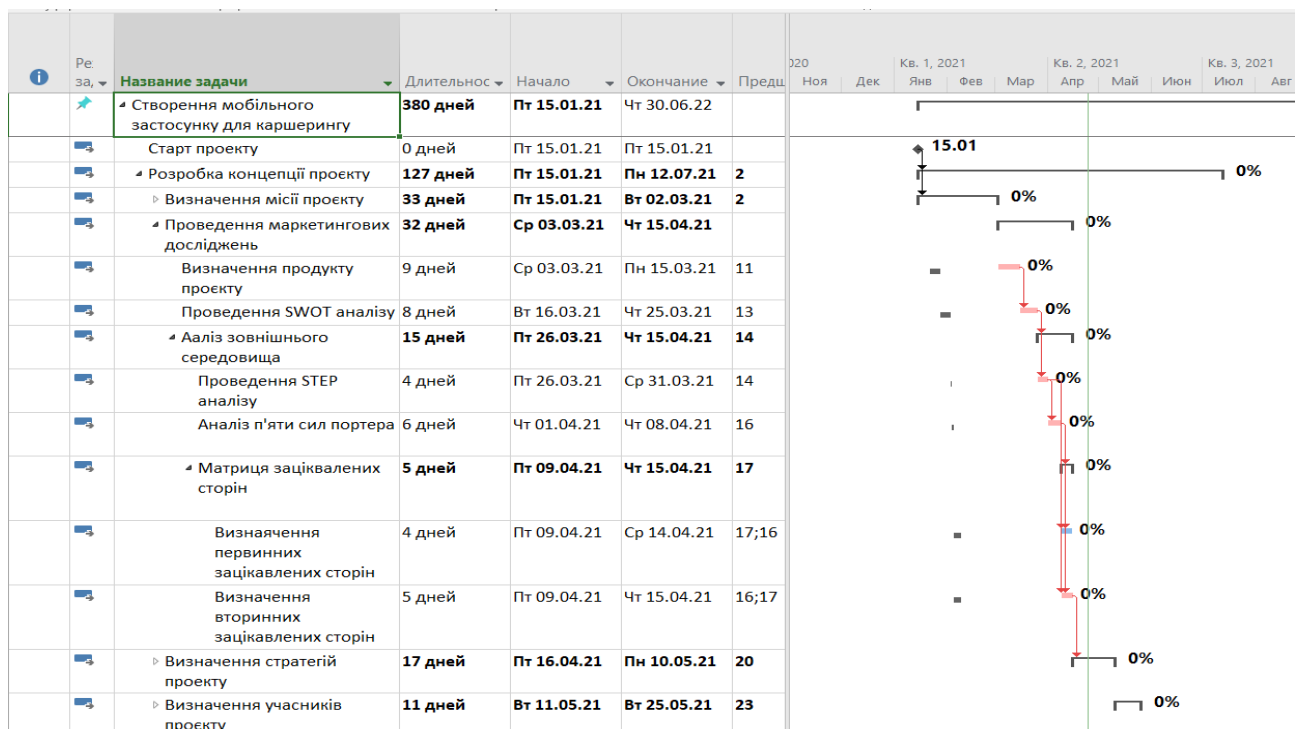 Ре
за,
Название задачи
Длительнос
Начало
Окончание
Предш
020
Кв. 1, 2021
Кв. 2, 2021
Кв. 3, 2021
Ноя
Дек
Янв
Фев
Мар
Апр
Май
Июн
Июл
Авг
Створення мобільного
застосунку для каршерингу
380 дней
Пт 15.01.21
Чт 30.06.22
Старт проекту
0 дней
Пт 15.01.21
Пт 15.01.21
15.01
Розробка концепції проєкту
127 дней
Пт 15.01.21
Пн 12.07.21
2
0%
Визначення місії проєкту
33 дней
Пт 15.01.21
Вт 02.03.21
2
0%
Проведення маркетингових
досліджень
32 дней
Ср 03.03.21
Чт 15.04.21
0%
Визначення продукту
проєкту
9 дней
Ср 03.03.21
Пн 15.03.21
11
0%
Проведення SWOT аналізу
8 дней
Вт 16.03.21
Чт 25.03.21
13
0%
Ааліз зовнішнього
середовища
15 дней
Пт 26.03.21
Чт 15.04.21
14
0%
Проведення STEP
аналізу
4 дней
Пт 26.03.21
Ср 31.03.21
14
0%
Аналіз п'яти сил портера
6 дней
Чт 01.04.21
Чт 08.04.21
16
0%
Матриця заціквалених
сторін
5 дней
Пт 09.04.21
Чт 15.04.21
17
0%
Визнаячення
первинних
зацікавлених сторін
4 дней
Пт 09.04.21
Ср 14.04.21
17;16
0%
Визначення
вторинних
зацікавлених сторін
5 дней
Пт 09.04.21
Чт 15.04.21
16;17
0%
Визначення стратегій
проекту
17 дней
Пт 16.04.21
Пн 10.05.21
20
0%
Визначення учасників
проєкту
11 дней
Вт 11.05.21
Вт 25.05.21
23
0%